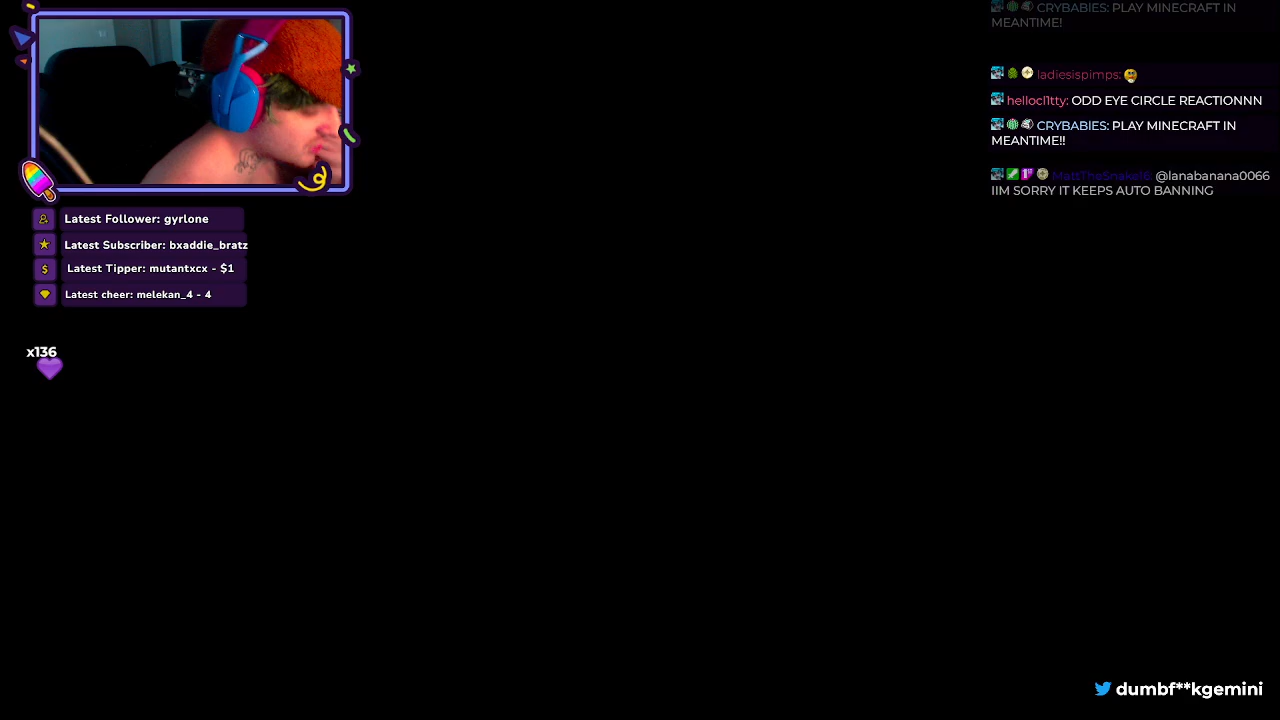 Latest Follower: gyrlone
Latest Subscriber: bxaddie_bratz
Latest Tipper: mutantxcx - $1
Latest cheer: melekan_4 - 4
x136
CRYBABIES: PLAY MINECRAFT IN
MEANTIME!
ladiesispimps:
hellocl1tty: ODD EYE CIRCLE REACTIONNN
CRYBABIES: PLAY MINECRAFT IN
MEANTIME!!
MattTheSnake16: @lanabanana0066
IIM SORRY IT KEEPS AUTO BANNING
dumbf**kgemini